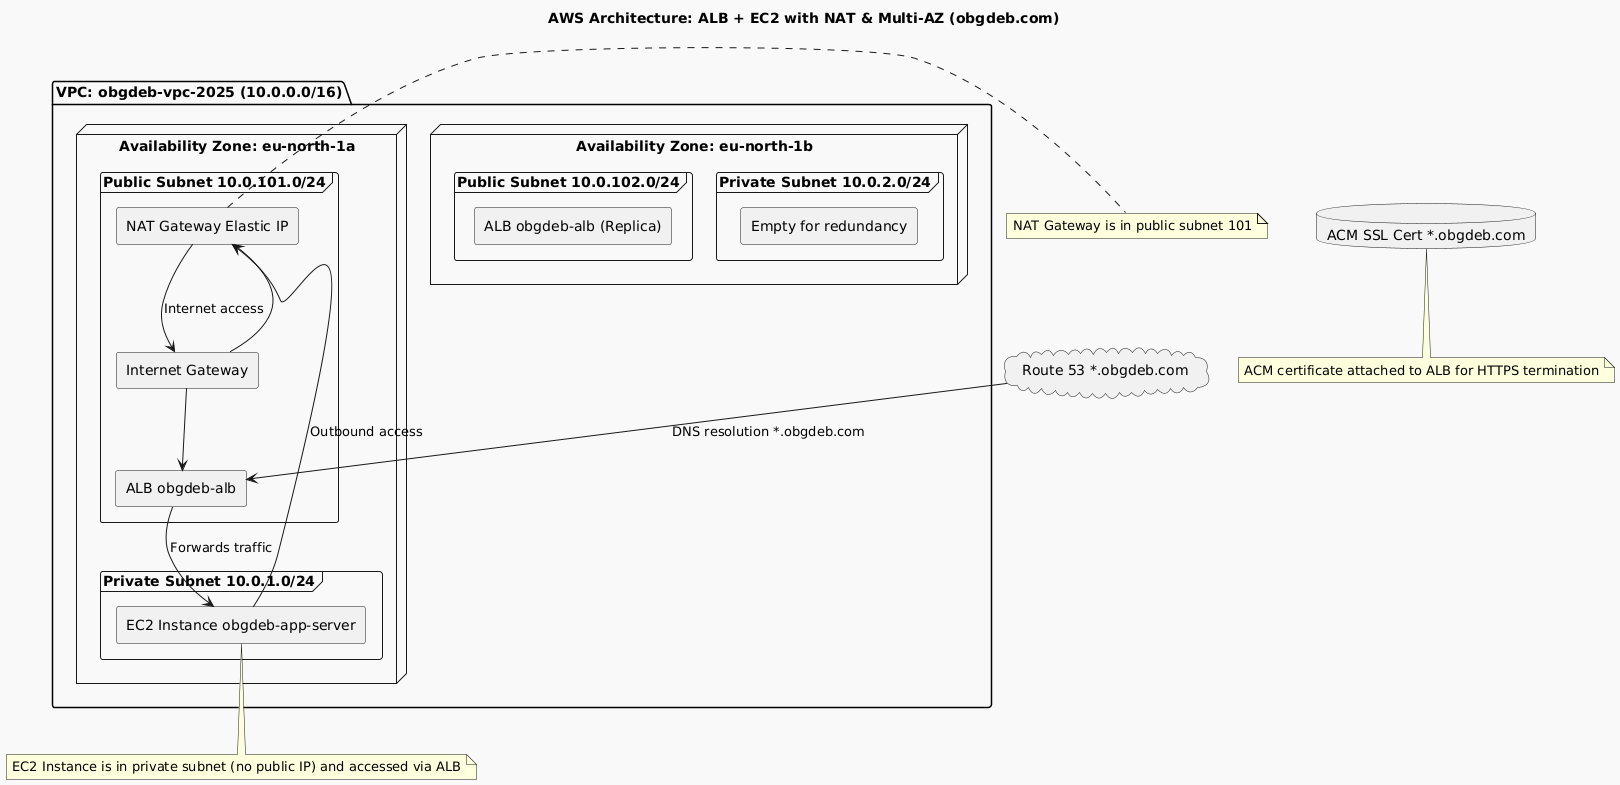 AWS Architecture: ALB + EC2 with NAT & Multi-AZ (obgdeb.com)
VPC: obgdeb-vpc-2025 (10.0.0.0/16)
Availability Zone: eu-north-1a
Public Subnet 10.0.101.0/24
NAT Gateway Elastic IP
Internet access
Internet Gateway
Outbound access
ALB obgdeb-alb
Forwards traffic
Private Subnet 10.0.1.0/24
EC2 Instance obgdeb-app-server
Availability Zone: eu-north-1b
Public Subnet 10.0.102.0/24
ALB obgdeb-alb (Replica)
Private Subnet 10.0.2.0/24
Empty for redundancy
NAT Gateway is in public subnet 101
ACM SSL Cert *.obgdeb.com
Route 53 *.obgdeb.com
ACM certificate attached to ALB for HTTPS termination
DNS resolution *.obgdeb.com
EC2 Instance is in private subnet (no public IP) and accessed via ALB